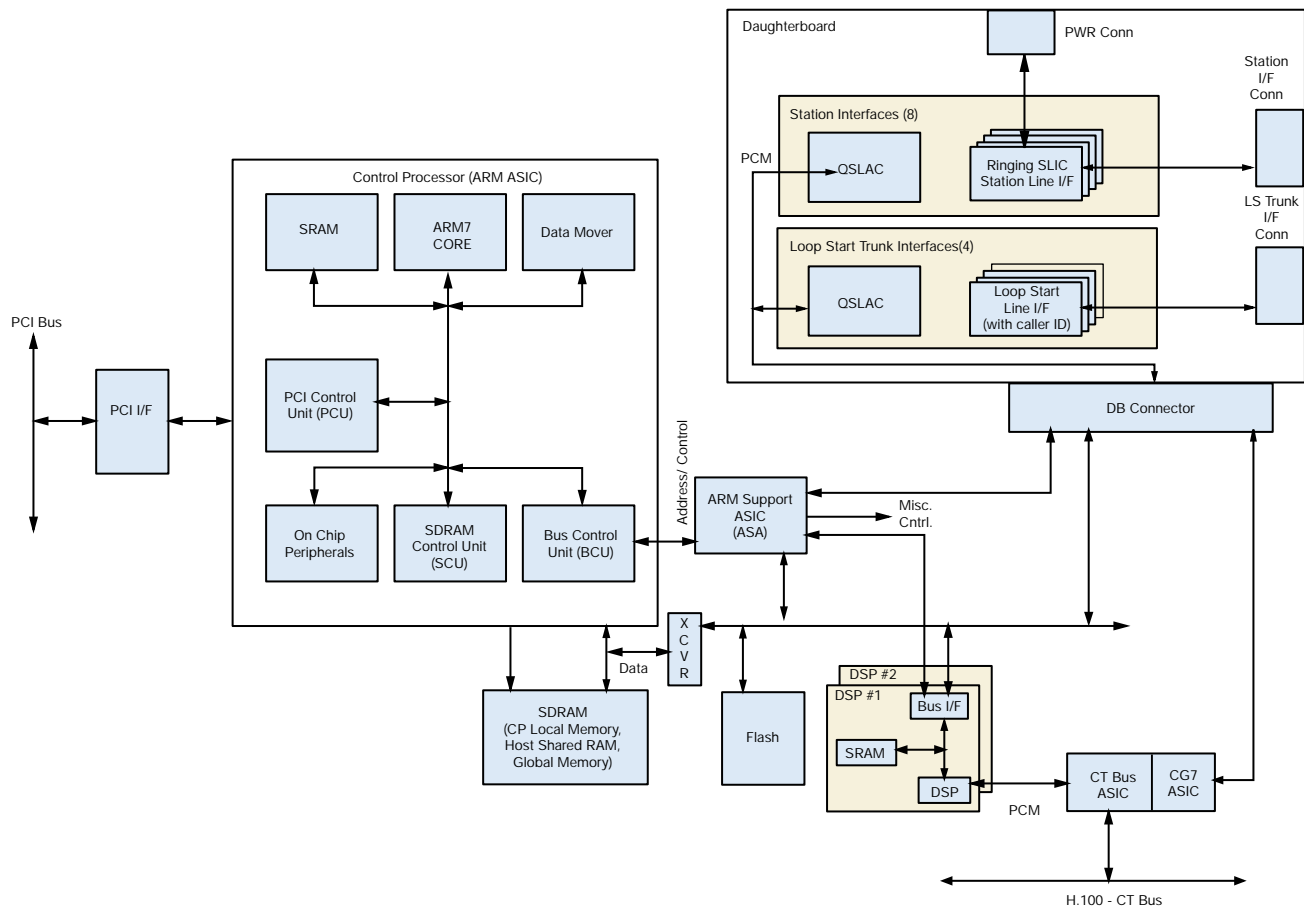 Daughterboard
PWR Conn
Station
I/F
Conn
Station Interfaces (8)
PCM
QSLAC
Ringing SLIC
Station Line I/F
LS Trunk
I/F
Conn
Loop Start Trunk Interfaces(4)
QSLAC
Loop Start
Line I/F
(with caller ID)
DB Connector
Control Processor (ARM ASIC)
SRAM
ARM7
CORE
Data Mover
PCI Bus
PCI I/F
PCI Control
Unit (PCU)
On Chip
Peripherals
SDRAM
Control Unit
(SCU)
Bus Control
Unit (BCU)
Address/ Control
ARM Support
ASIC
(ASA)
Misc.
Cntrl.
X
C
V
R
Data
SDRAM
(CP Local Memory,
Host Shared RAM,
Global Memory)
Flash
DSP #2
DSP #1
Bus I/F
SRAM
DSP
PCM
CT Bus
ASIC
CG7
ASIC
H.100 - CT Bus